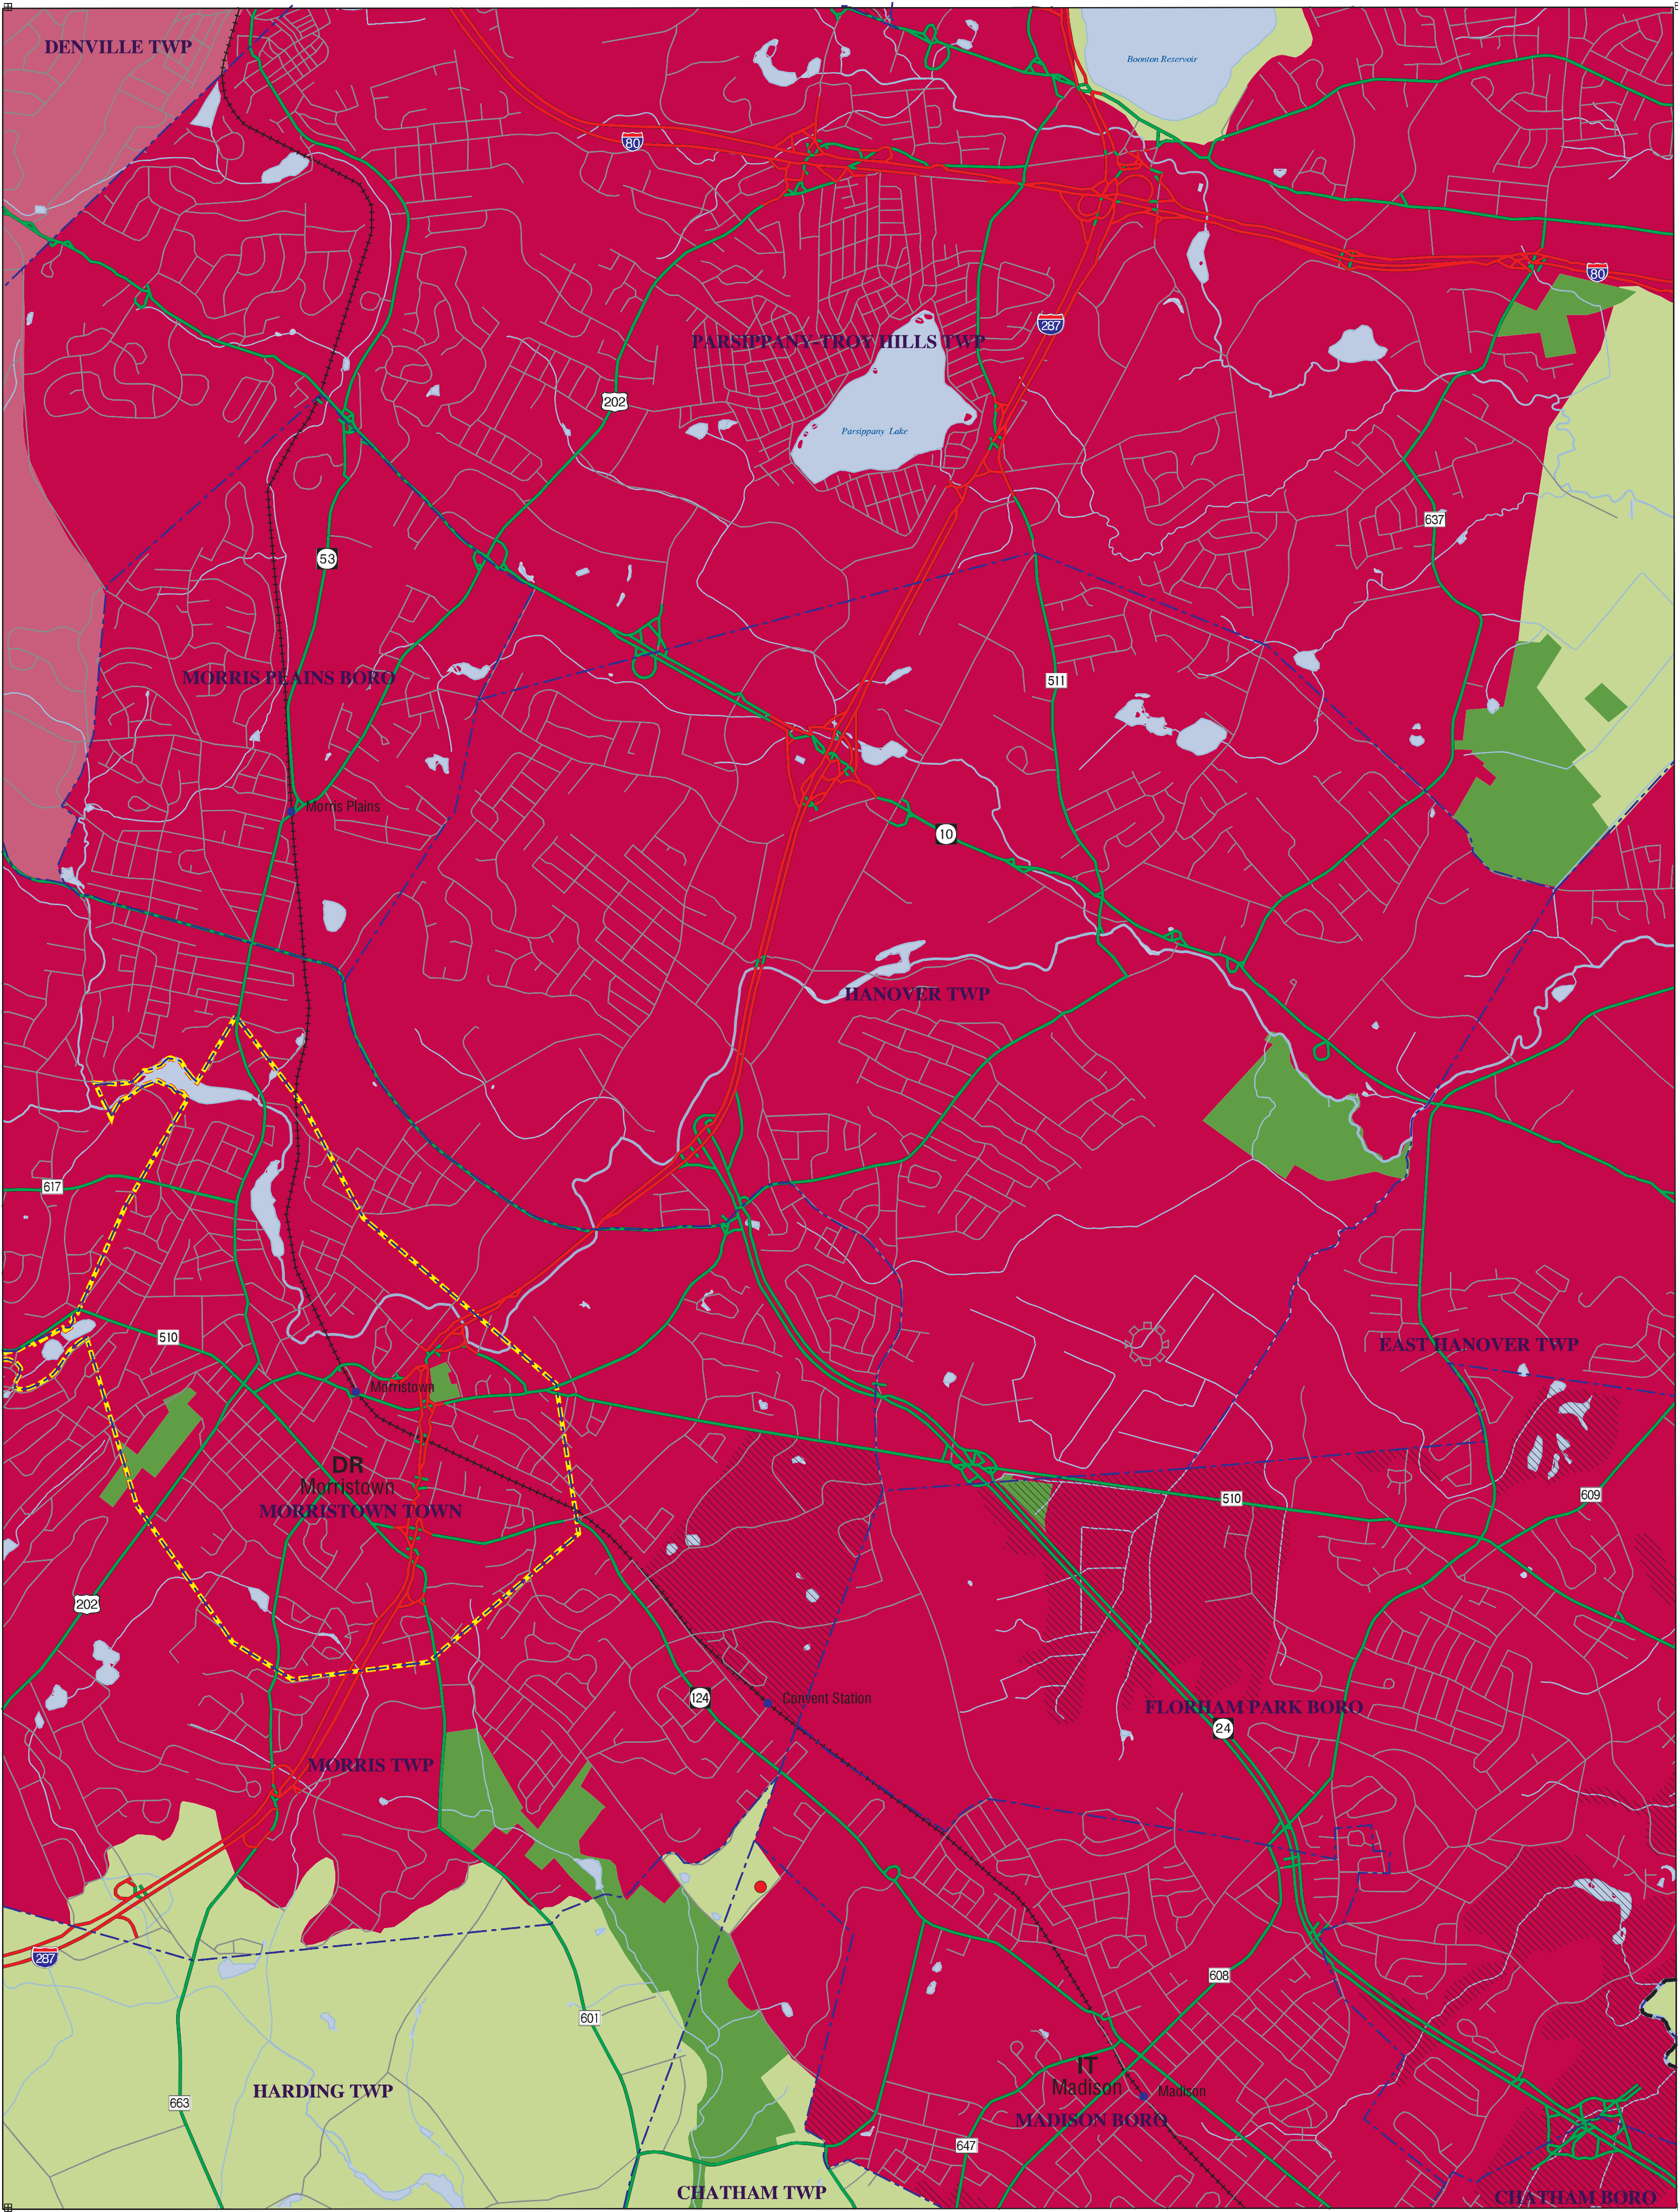 DENVILLE TWP
Boonton Reservoir
80
80
287
PARSIPPANY-TROY HILLS TWP
202
Parsippany Lake
637
53
MORRIS PLAINS BORO
511
Morris Plains
10
HANOVER TWP
617
510
EAST HANOVER TWP
Morristown
DR
Morristown
MORRISTOWN TOWN
510
609
202
124
Convent Station
FLORHAM PARK BORO
24
MORRIS TWP
287
608
601
IT
Madison
Madison
HARDING TWP
663
MADISON BORO
647
CHATHAM TWP
CHATHAM BORO